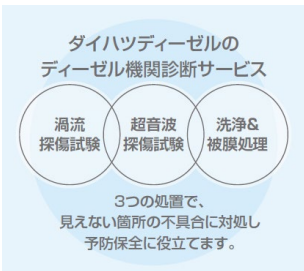 ダイハツディーゼルの
ディーゼル機関診断サービス
渦流
探傷試験
超音波
探傷試験
洗浄&
被膜処理
3つの処置で、
見えない箇所の不具合に対処し
予防保全に役立てます。